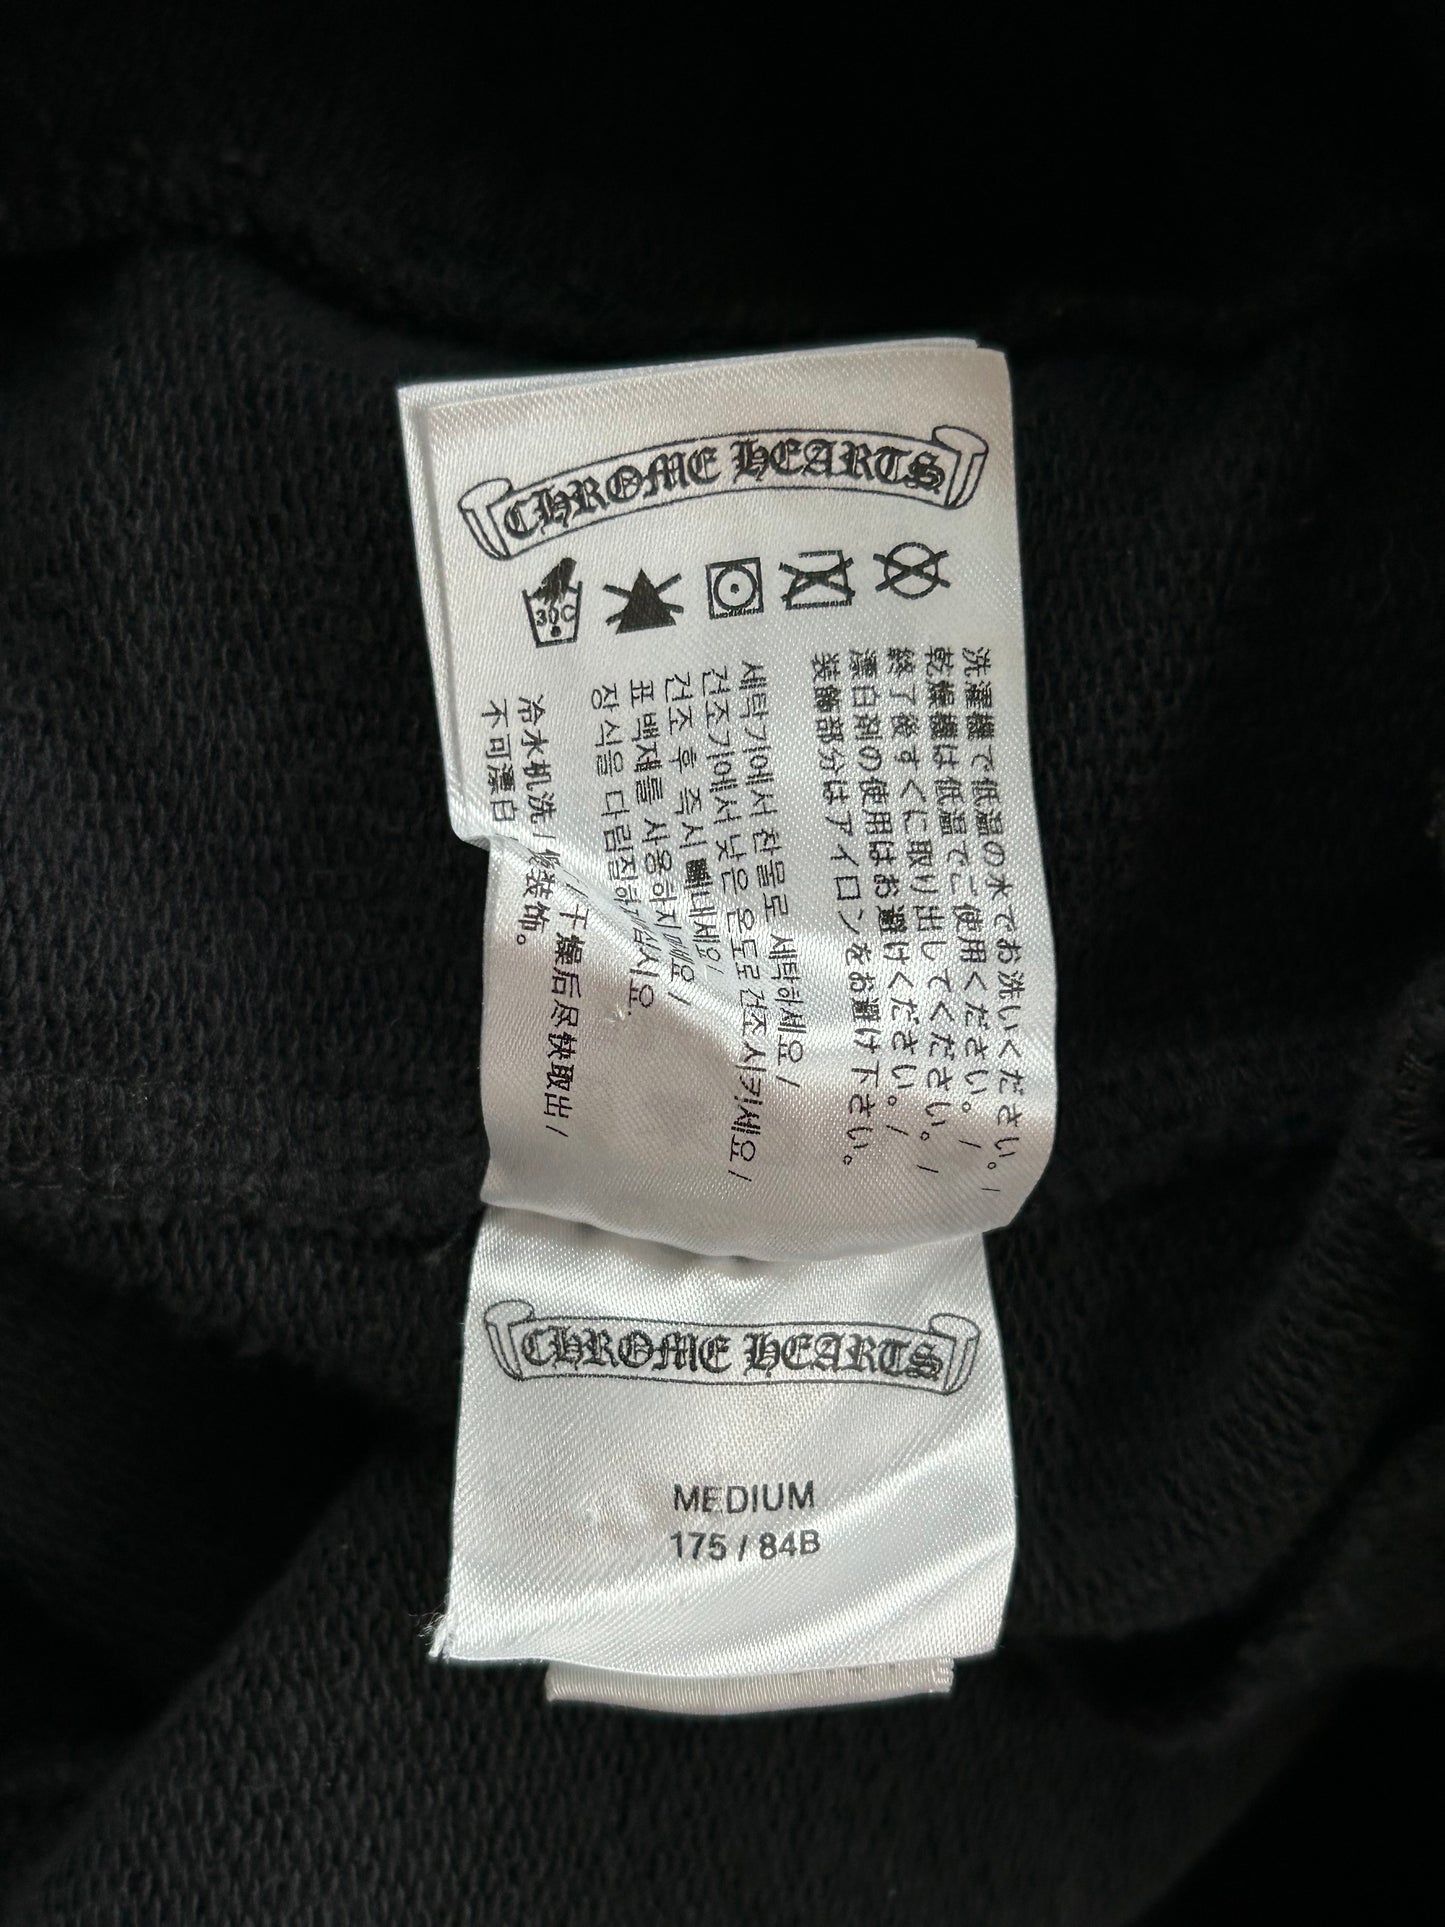 CHROME HEARTS
30C
洗濯機で低温の水でお洗いください。/
乾燥機は低温でご使用ください。/
終了後すぐに取り出してください。/
漂白剤の使用はお避けください。/
装飾部分はアイロンをお避け下さい。
세탁기에서 찬물로 세탁하세요/
건조기에서 낮은 온도로 건조시키세요/
건조 후 즉시 빼내세요/
표백제를 사용하지 마세요/
장식을 다림질하지 마십시오.
冷水机洗/ 干燥后尽快取出/
不可漂白 装饰。
CHROME HEARTS
MEDIUM
175 / 84B